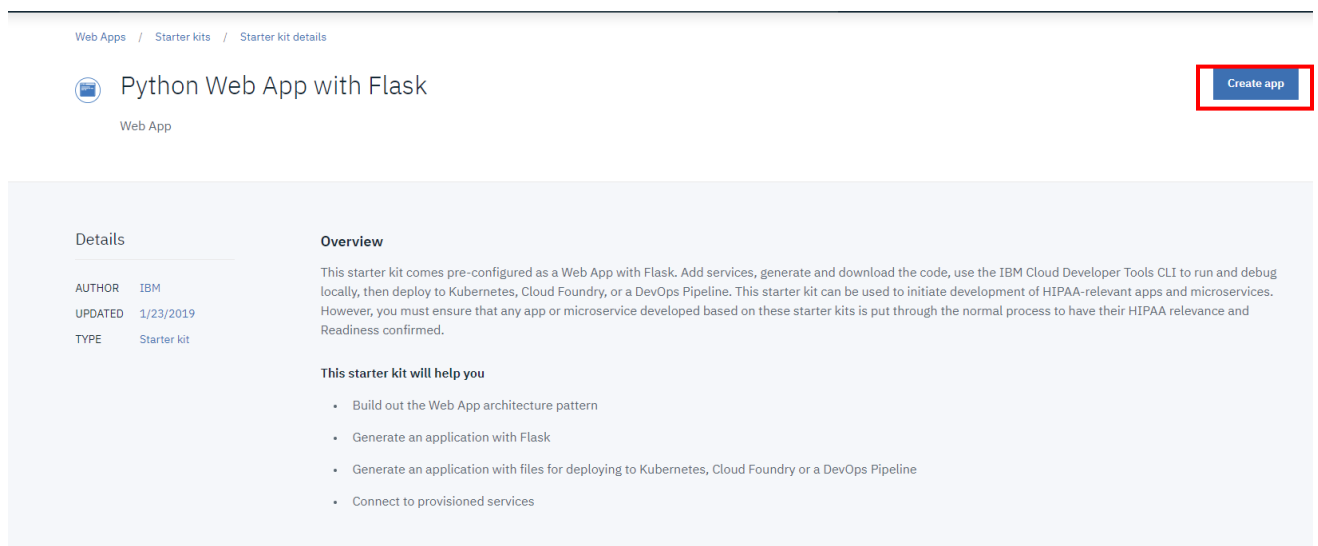 Web Apps / Starter kits / Starter kit details
Python Web App with Flask
Create app
Web App
Details
AUTHOR IBM
UPDATED 1/23/2019
TYPE Starter kit
Overview
This starter kit comes pre-configured as a Web App with Flask. Add services, generate and download the code, use the IBM Cloud Developer Tools CLI to run and debug
locally, then deploy to Kubernetes, Cloud Foundry, or a DevOps Pipeline. This starter kit can be used to initiate development of HIPAA-relevant apps and microservices.
However, you must ensure that any app or microservice developed based on these starter kits is put through the normal process to have their HIPAA relevance and
Readiness confirmed.
This starter kit will help you
• Build out the Web App architecture pattern
• Generate an application with Flask
• Generate an application with files for deploying to Kubernetes, Cloud Foundry or a DevOps Pipeline
• Connect to provisioned services